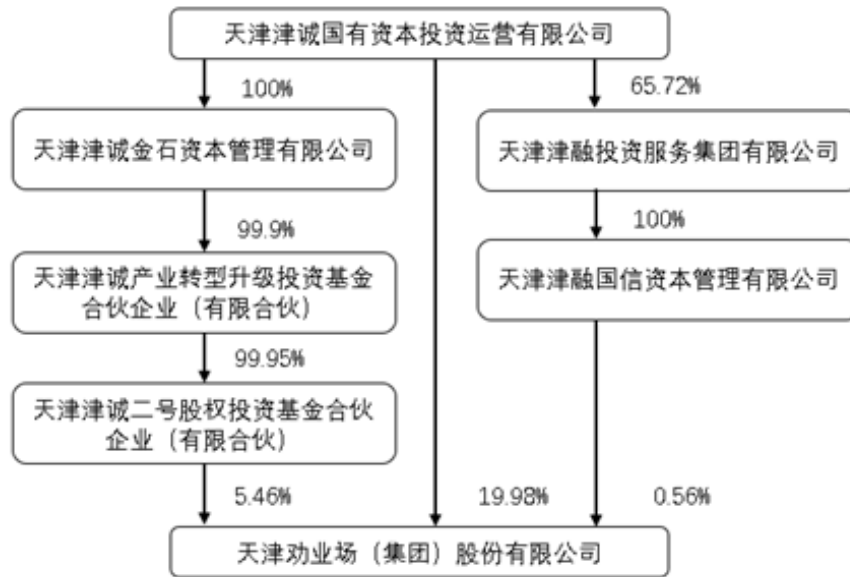 天津津诚国有资本投资运营有限公司
100%
65.72%
天津津诚金石资本管理有限公司
天津津融投资服务集团有限公司
99.9%
100%
天津津诚产业转型升级投资基金
合伙企业（有限合伙）
天津津融国信资本管理有限公司
99.95%
天津津诚二号股权投资基金合伙
企业（有限合伙）
5.46%
19.98%
0.56%
天津劝业场（集团）股份有限公司